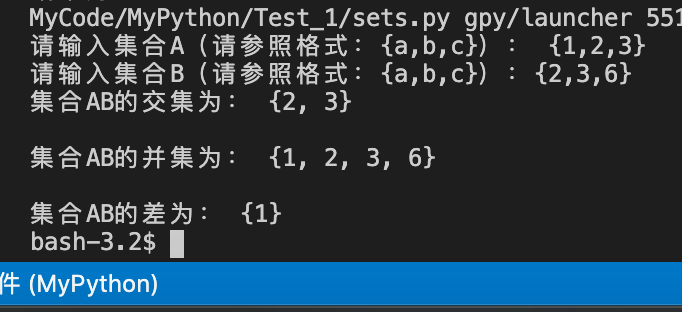 MyCode/MyPython/Test_1/sets.py gpy/launcher 551
请输入集合A（请参照格式：{a,b,c}）： {1,2,3}
请输入集合B（请参照格式：{a,b,c}）：{2,3,6}
集合AB的交集为： {2, 3}
集合AB的并集为： {1, 2, 3, 6}
集合AB的差为： {1}
bash-3.2$
件 (MyPython)